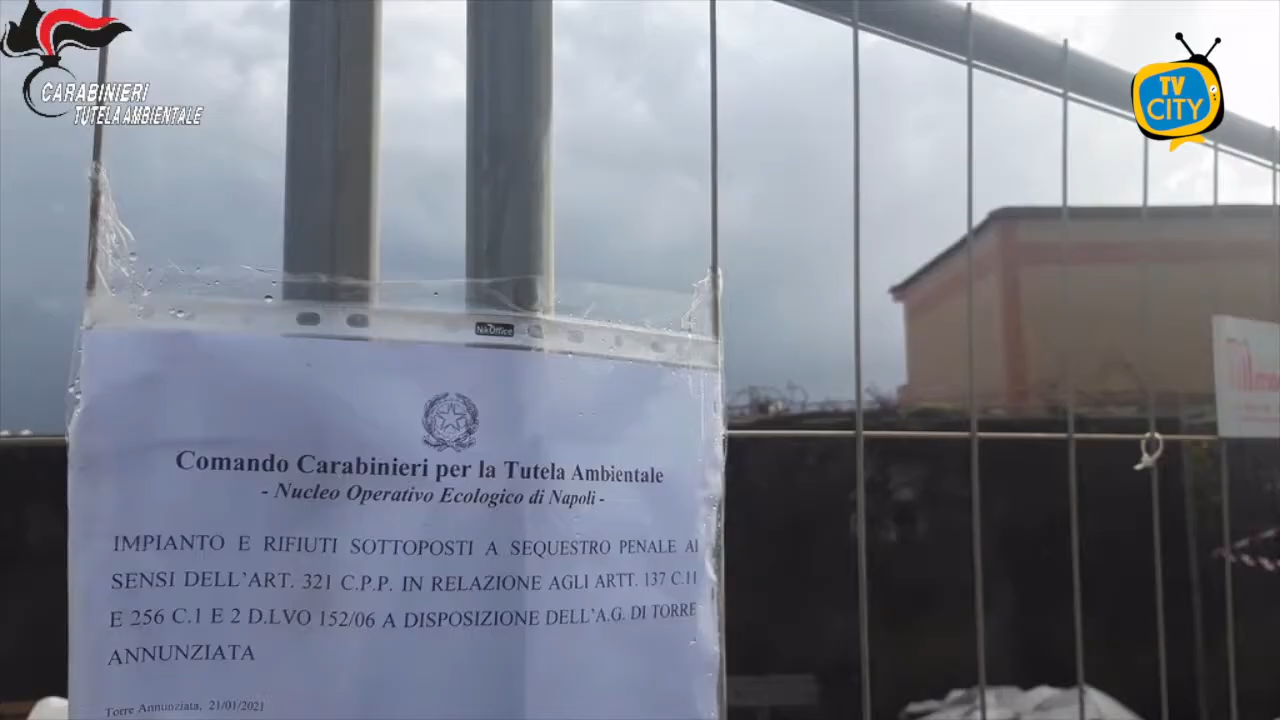 CARABINIERI
TUTELA AMBIENTALE
TV
CITY
NikOffice
Comando Carabinieri per la Tutela Ambientale
- Nucleo Operativo Ecologico di Napoli -
IMPIANTO E RIFIUTI SOTTOPOSTI A SEQUESTRO PENALE AI
SENSI DELL'ART. 321 C.P.P. IN RELAZIONE AGLI ARTT. 137 C.11
E 256 C.1 E 2 D.LVO 152/06 A DISPOSIZIONE DELL'A.G. DI TORRE
ANNUNZIATA
Torre Annunziata, 21/01/2021